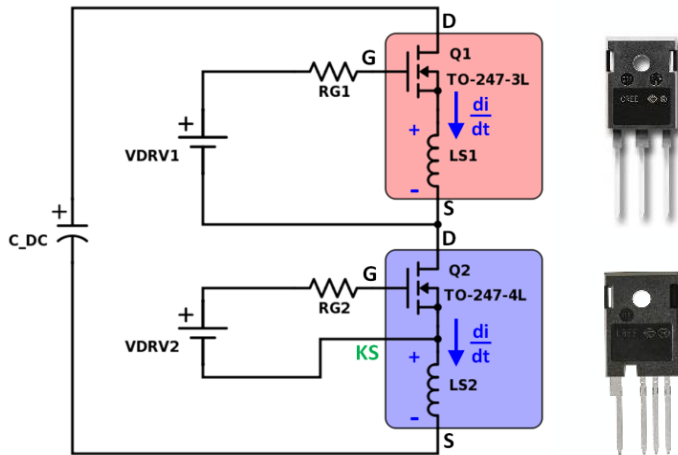 D
G
Q1
TO-247-3L
RG1
di
dt
+
+
LS1
VDRV1
-
S
+
C_DC
D
G
Q2
TO-247-4L
RG2
+
di
dt
VDRV2
KS
+
LS2
-
S
CREE